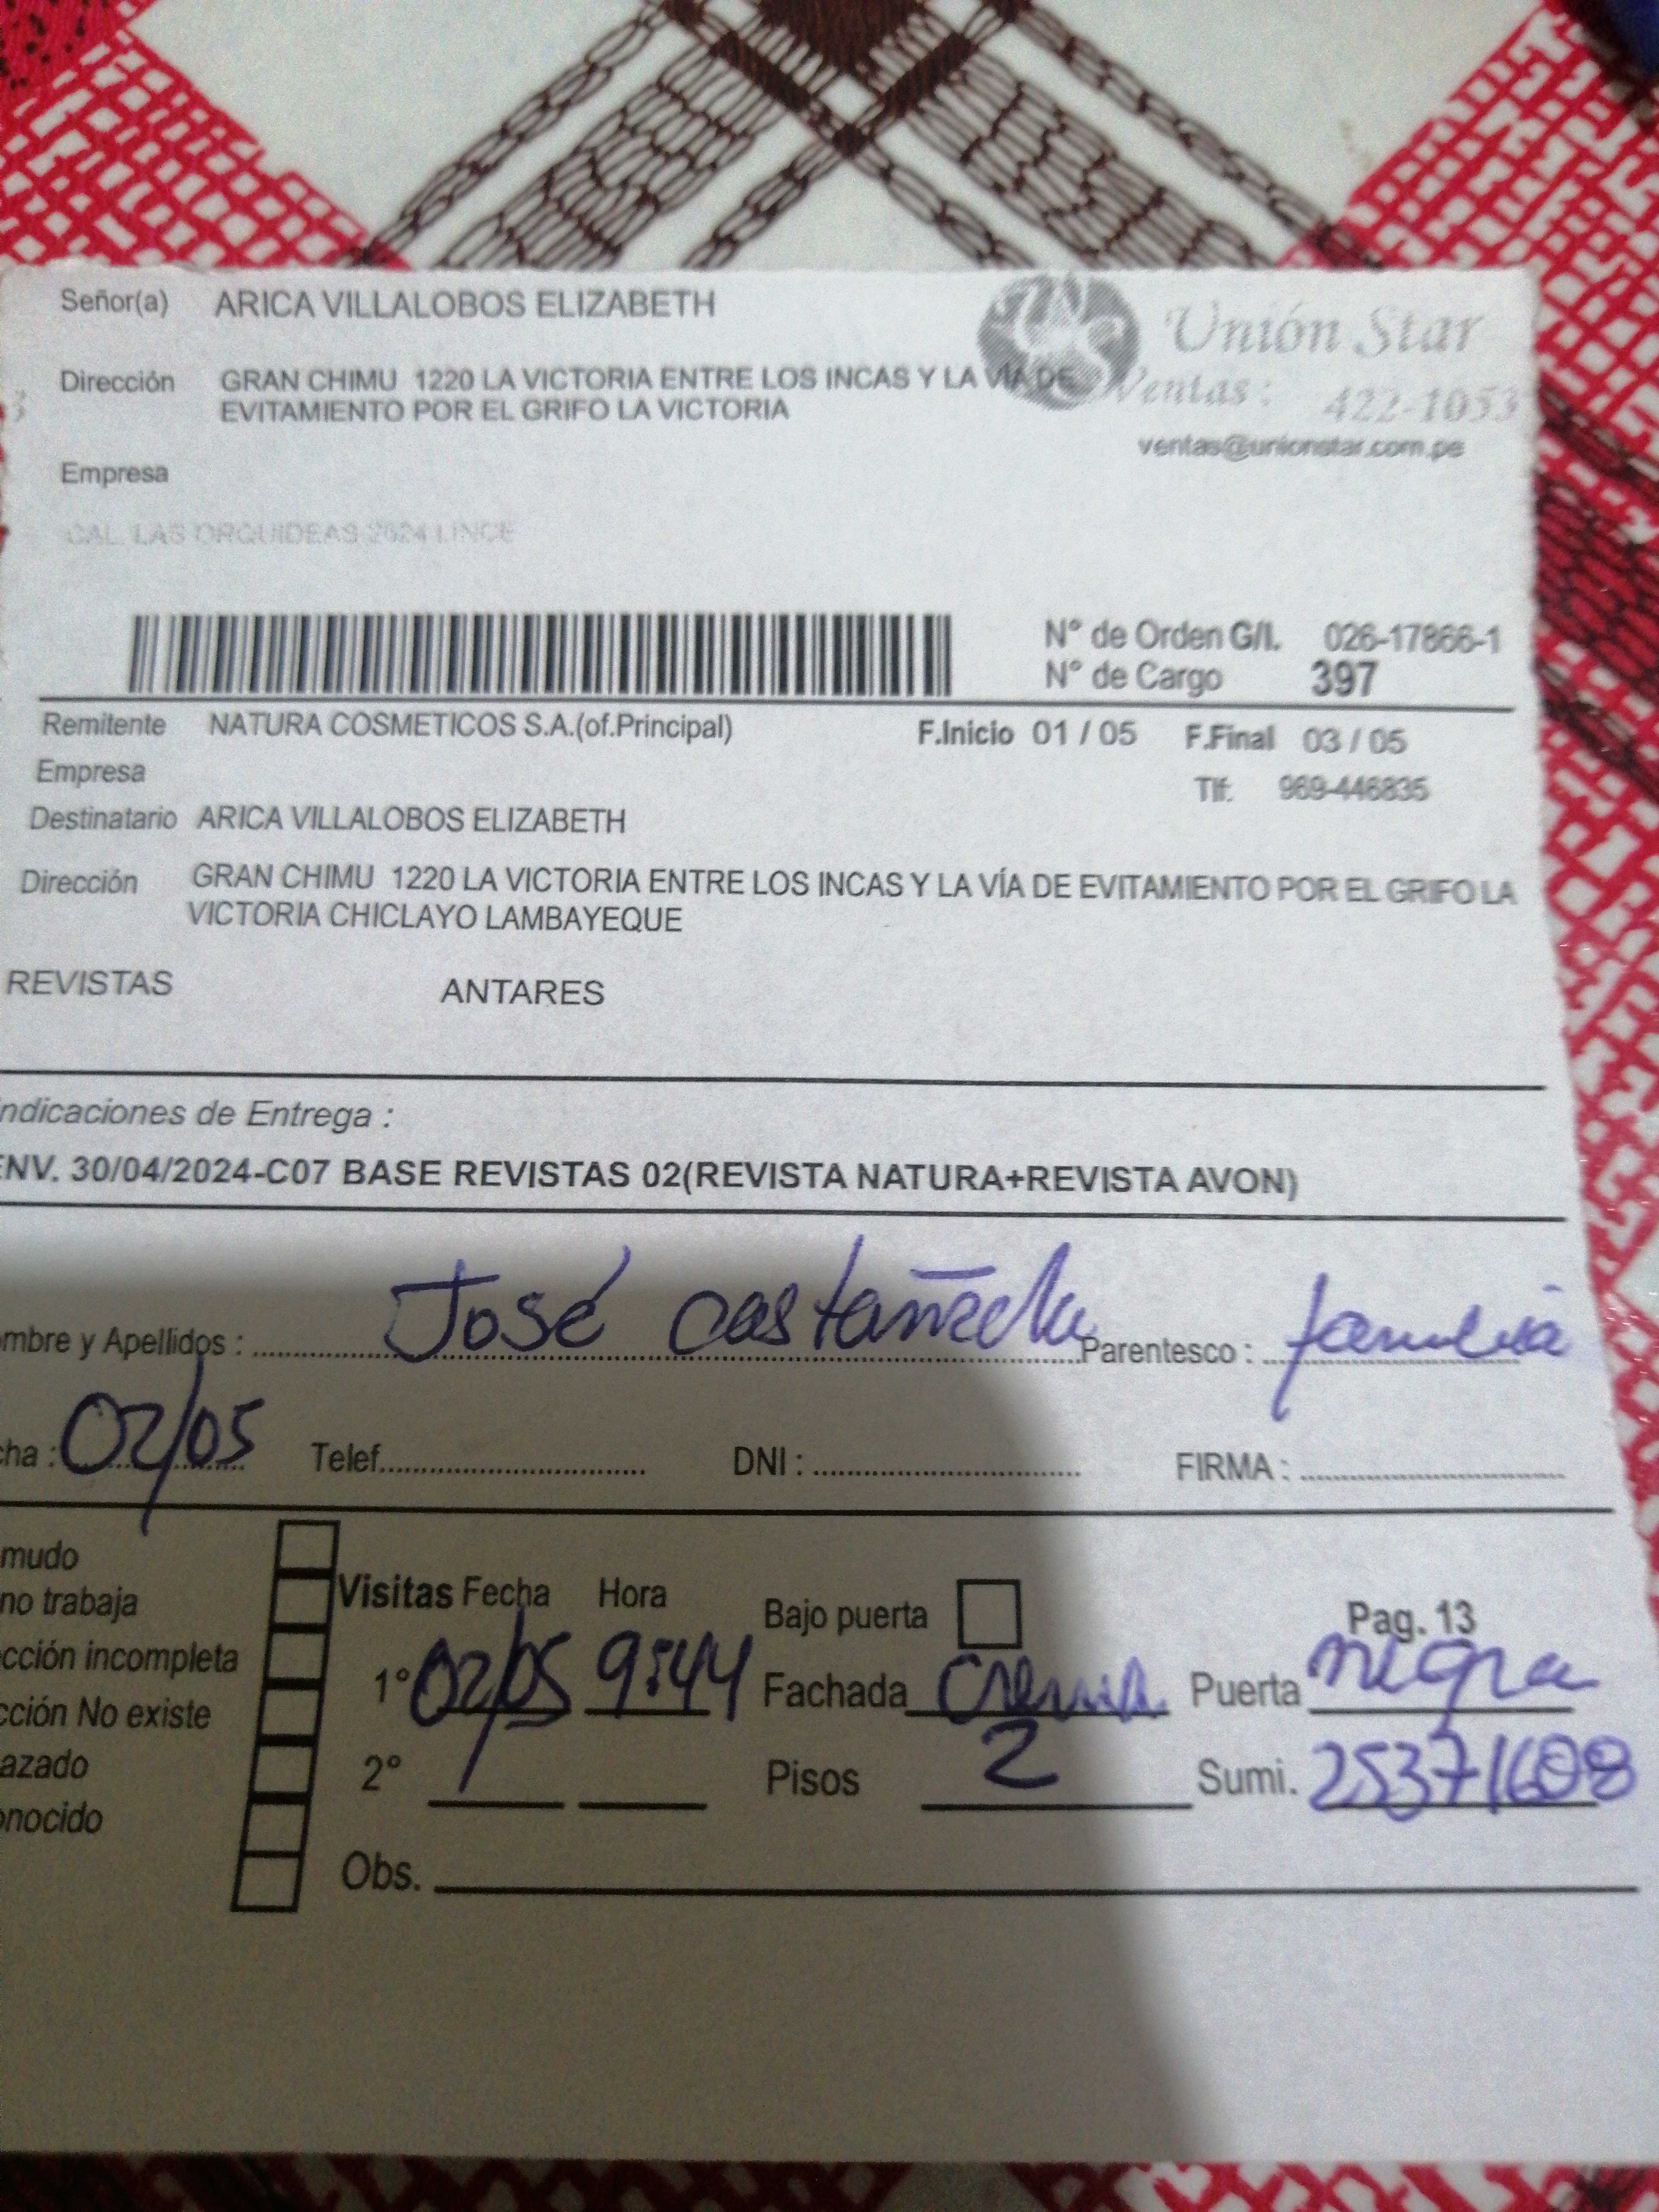 Señor(a) ARICA VILLALOBOS ELIZABETH
Unión Star
Dirección GRAN CHIMU 1220 LA VICTORIA ENTRE LOS INCAS Y LA VÍA DE
EVITAMIENTO POR EL GRIFO LA VICTORIA
Ventas: 422-1053
ventas@unionstar.com.pe
Empresa
CAL. LAS ORQUIDEAS 2624 LINCE
N° de Orden G/I. 026-17866-1
N° de Cargo 397
Remitente NATURA COSMETICOS S.A.(of.Principal) F.Inicio 01 / 05 F.Final 03 / 05
Empresa Tlf. 969-446835
Destinatario ARICA VILLALOBOS ELIZABETH
Dirección GRAN CHIMU 1220 LA VICTORIA ENTRE LOS INCAS Y LA VÍA DE EVITAMIENTO POR EL GRIFO LA
VICTORIA CHICLAYO LAMBAYEQUE
REVISTAS ANTARES
ndicaciones de Entrega :
ENV. 30/04/2024-C07 BASE REVISTAS 02(REVISTA NATURA+REVISTA AVON)
ombre y Apellidos : José Castañeda Parentesco : familia
cha : 02/05 Telef. DNI : FIRMA :
mudo
Visitas Fecha Hora Bajo puerta Pag. 13
no trabaja
cción incompleta
1° 02/05 9:44 Fachada Crema Puerta negra
cción No existe
azado
2° / Pisos 2 Sumi. 25371608
onocido
Obs.